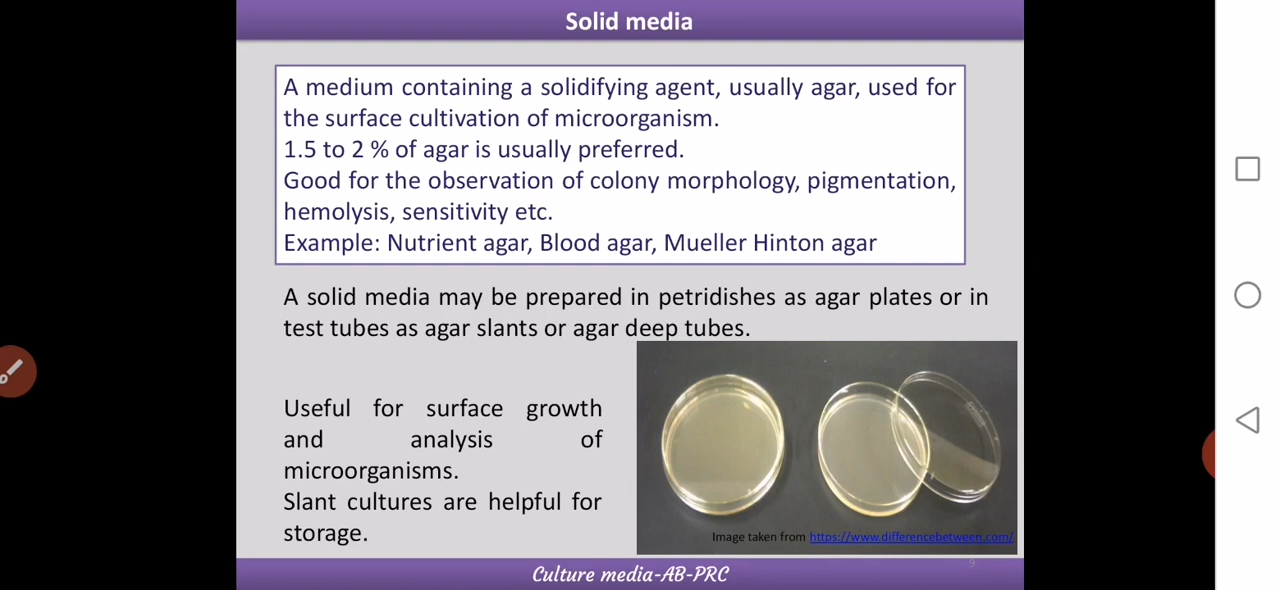 Solid media
A medium containing a solidifying agent, usually agar, used for
the surface cultivation of microorganism.
1.5 to 2 % of agar is usually preferred.
Good for the observation of colony morphology, pigmentation,
hemolysis, sensitivity etc.
Example: Nutrient agar, Blood agar, Mueller Hinton agar
A solid media may be prepared in petridishes as agar plates or in
test tubes as agar slants or agar deep tubes.
Useful for surface growth
and analysis of
microorganisms.
Slant cultures are helpful for
storage.
Image taken from https://www.differencebetween.com/
9
Culture media-AB-PRC